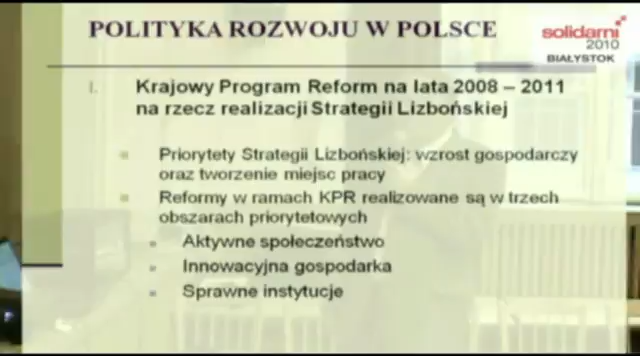 POLITYKA ROZWOJU W POLSCE
solidarni
2010
BIAŁYSTOK
I. Krajowy Program Reform na lata 2008 – 2011
na rzecz realizacji Strategii Lizbońskiej
Priorytety Strategii Lizbońskiej: wzrost gospodarczy
oraz tworzenie miejsc pracy
Reformy w ramach KPR realizowane są w trzech
obszarach priorytetowych
Aktywne społeczeństwo
Innowacyjna gospodarka
Sprawne instytucje